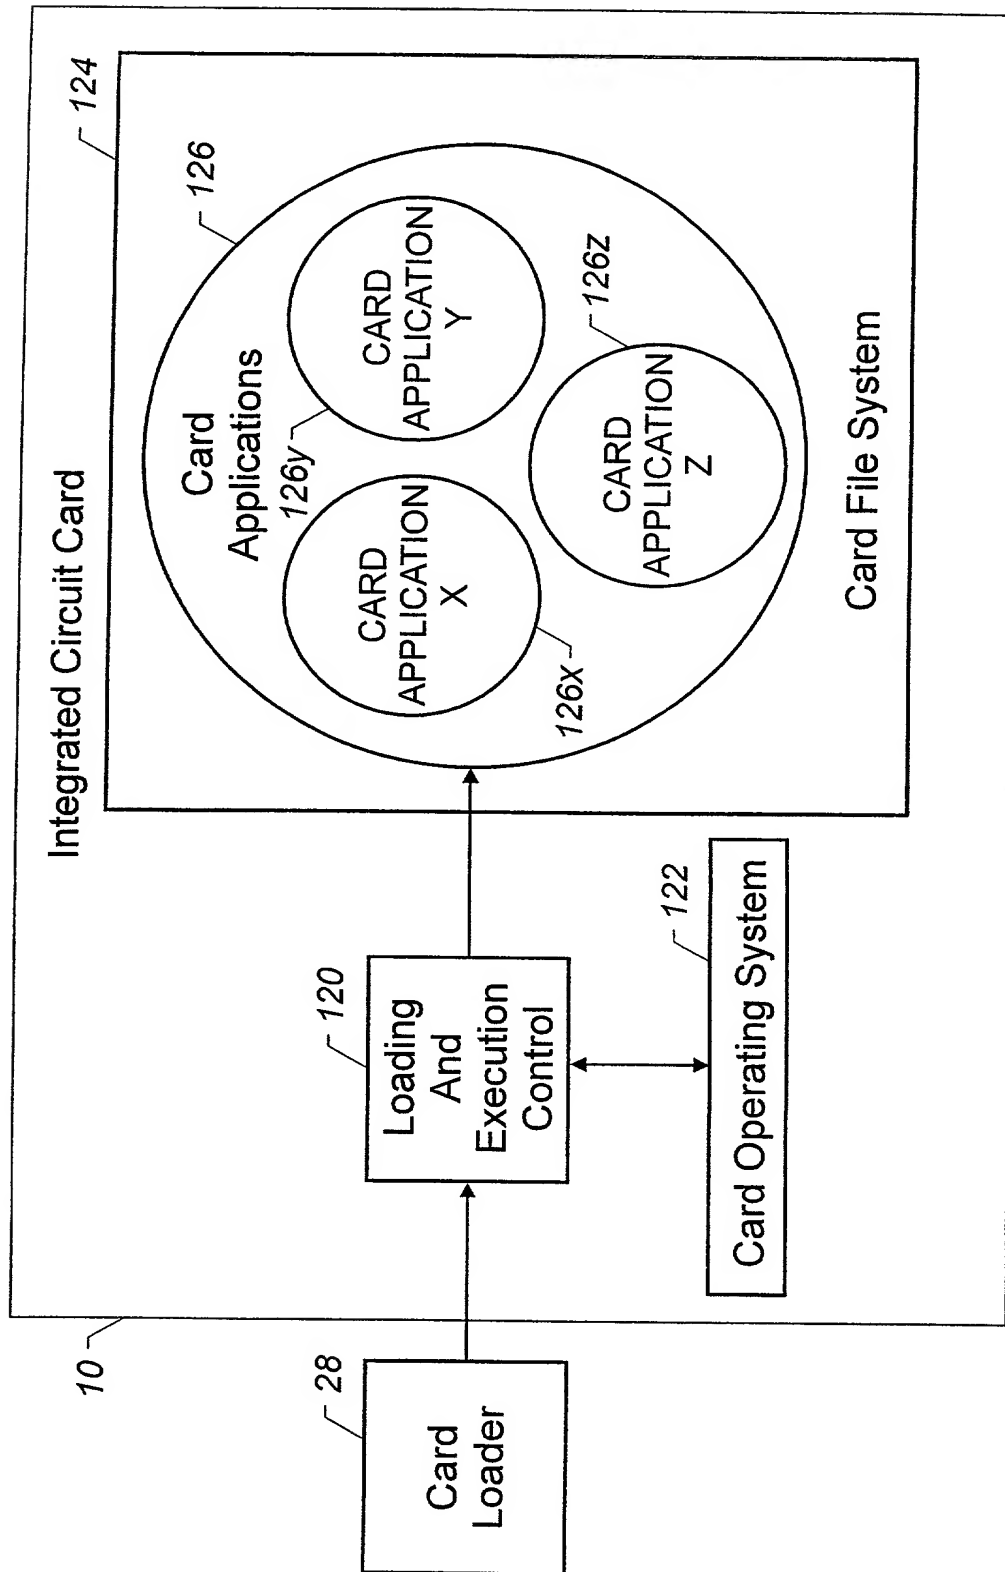 Integrated Circuit Card
10
124
126
Card
Applications
126y
CARD
APPLICATION
X
CARD
APPLICATION
Y
126x
126z
CARD
APPLICATION
Z
Card File System
28
Card
Loader
120
Loading
And
Execution
Control
122
Card Operating System